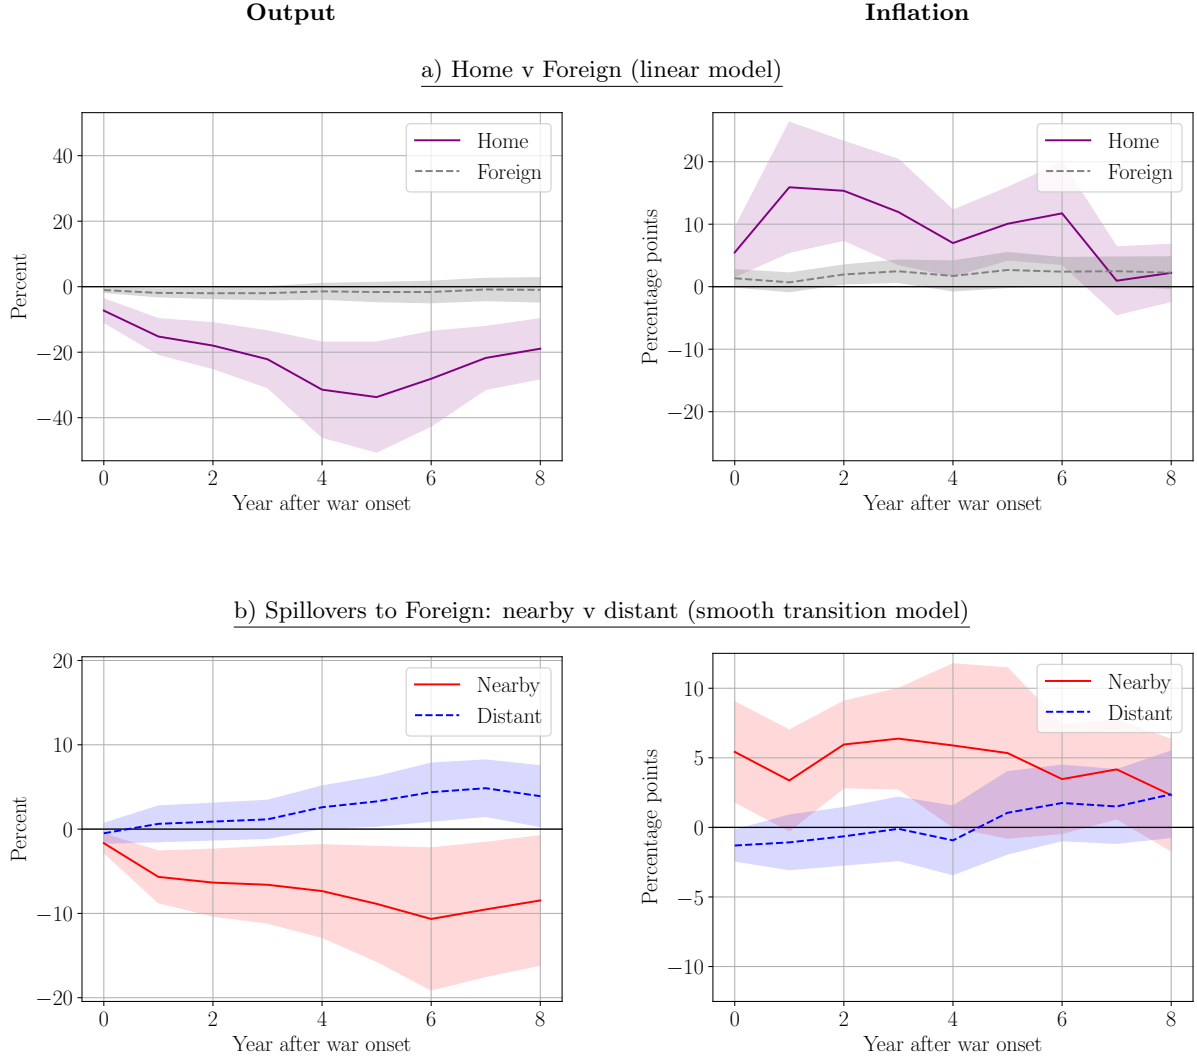 Output
Inflation
a) Home v Foreign (linear model)
Percent
40
20
0
−20
−40
Home
Foreign
0 2 4 6 8
Year after war onset
Percentage points
20
10
0
−10
−20
Home
Foreign
0 2 4 6 8
Year after war onset
b) Spillovers to Foreign: nearby v distant (smooth transition model)
Percent
20
10
0
−10
−20
Nearby
Distant
0 2 4 6 8
Year after war onset
Percentage points
10
5
0
−5
−10
Nearby
Distant
0 2 4 6 8
Year after war onset